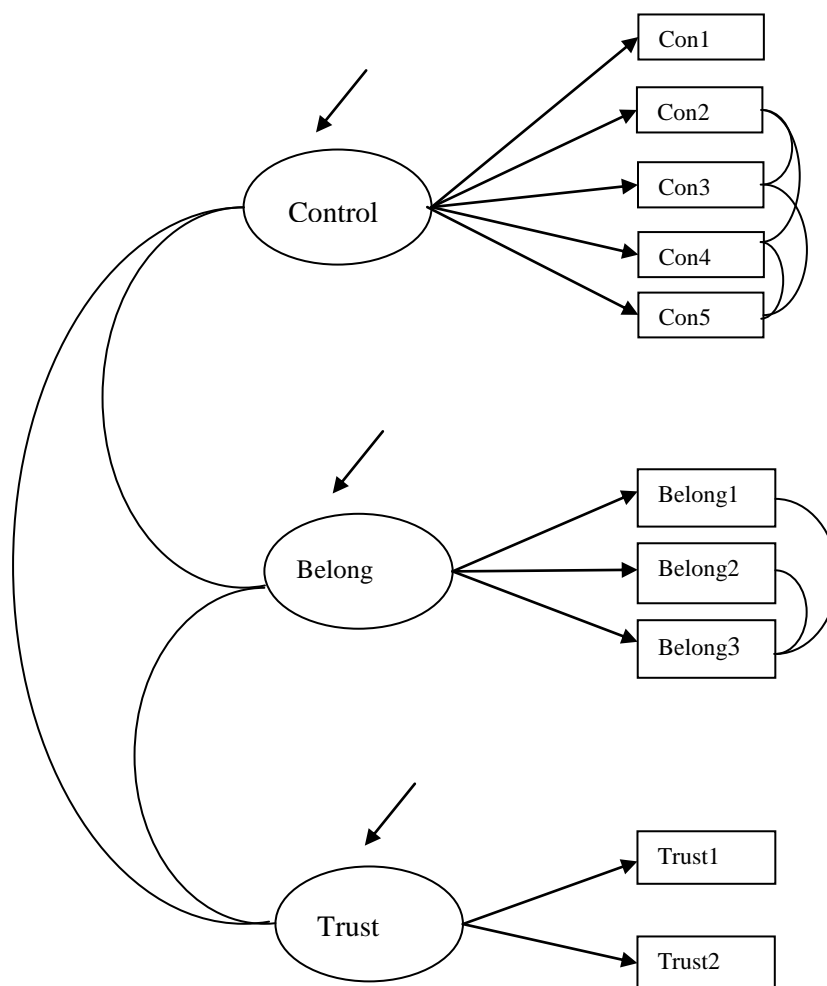 Con1
Con2
Con3
Control
Con4
Con5
Belong1
Belong
Belong2
Belong3
Trust1
Trust
Trust2